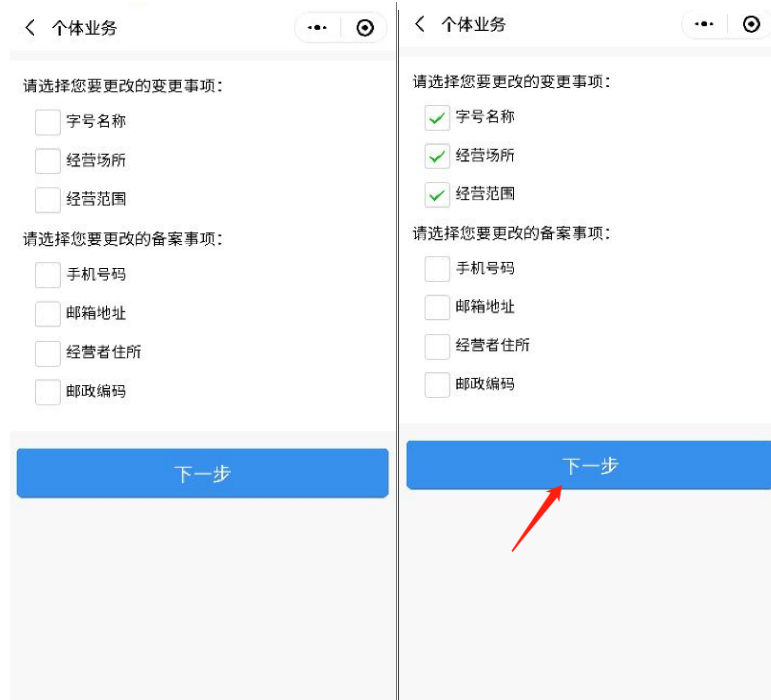 个体业务
请选择您要更改的变更事项：
字号名称
经营场所
经营范围
请选择您要更改的备案事项：
手机号码
邮箱地址
经营者住所
邮政编码
下一步
个体业务
请选择您要更改的变更事项：
字号名称
经营场所
经营范围
请选择您要更改的备案事项：
手机号码
邮箱地址
经营者住所
邮政编码
下一步